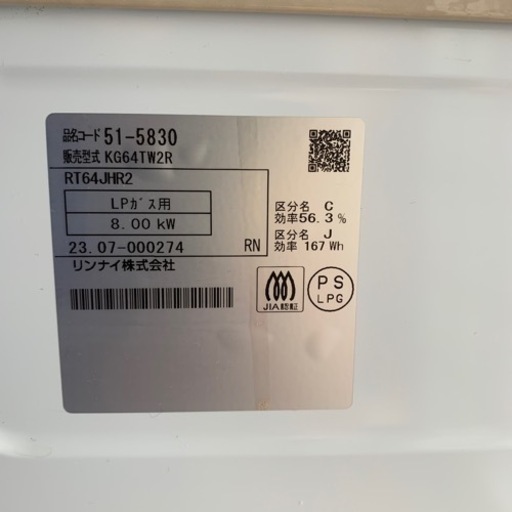 品名コード 51-5830
販売型式 KG64TW2R
RT64JHR2
LPガス用
8.00 kW
23.07-000274 RN
リンナイ株式会社
区分名 C
効率56.3 %
区分名 J
効率 167 Wh
JIA認証
PS
LPG